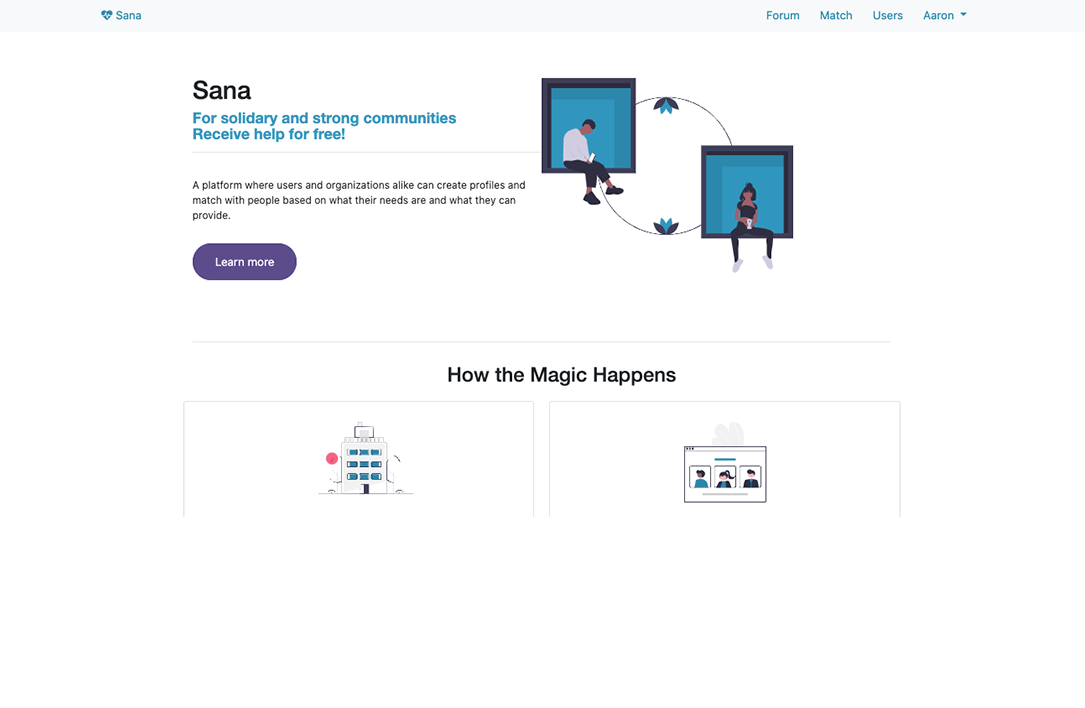 Sana
Forum
Match
Users
Aaron
Sana
For solidary and strong communities
Receive help for free!
A platform where users and organizations alike can create profiles and
match with people based on what their needs are and what they can
provide.
Learn more
How the Magic Happens